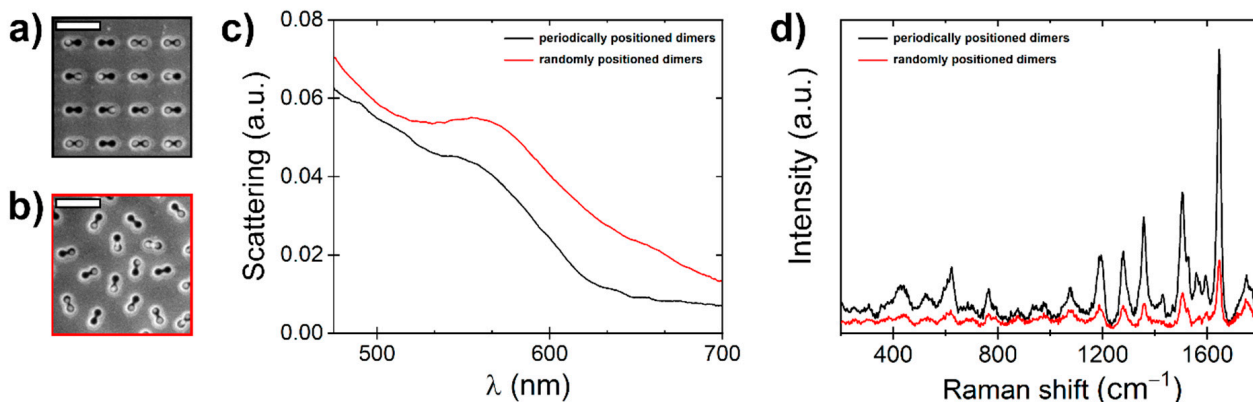 a)
b)
c)
periodically positioned dimers
randomly positioned dimers
Scattering (a.u.)
0.08
0.06
0.04
0.02
0.00
500
600
700
λ (nm)
d)
periodically positioned dimers
randomly positioned dimers
Intensity (a.u.)
400
800
1200
1600
Raman shift (cm⁻¹)